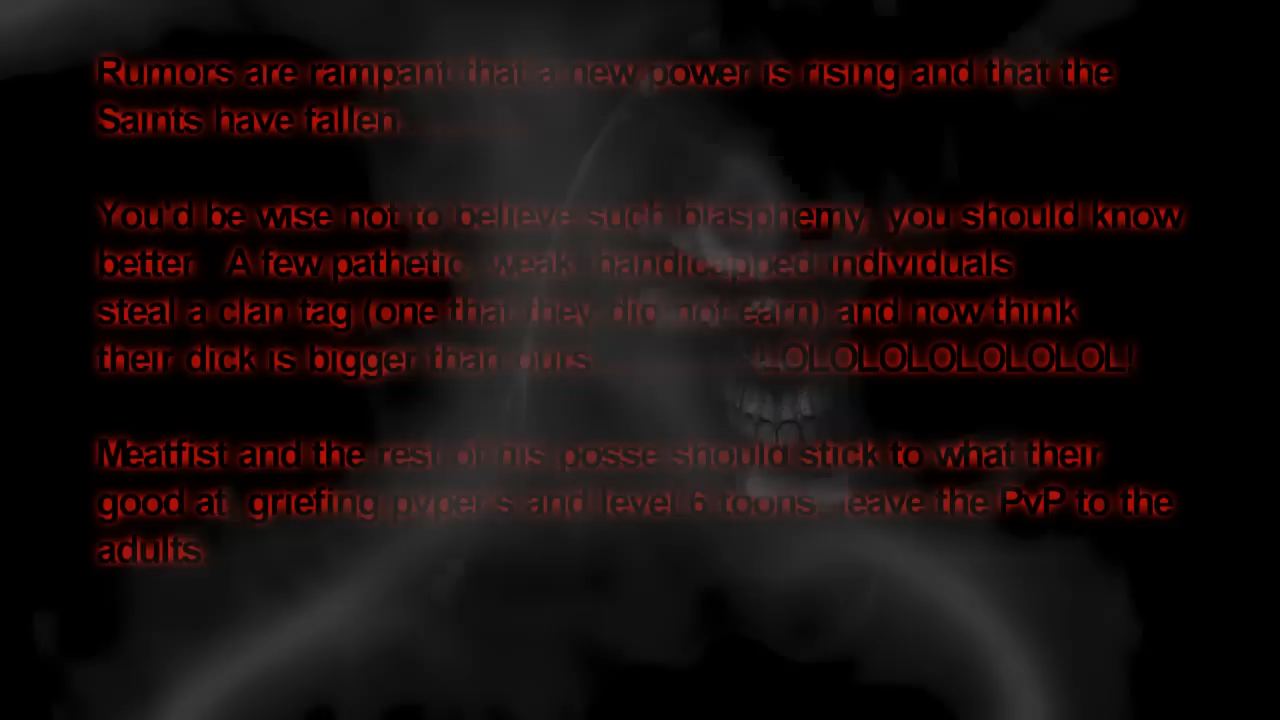 Rumors are rampant that a new power is rising and that the
Saints have fallen.............
You'd be wise not to believe such blasphemy, you should know
better. A few pathetic, weak, handicapped individuals
steal a clan tag (one that they did not earn) and now think
their dick is bigger than ours.................LOLOLOLOLOLOLOL!
Meatfist and the rest of his posse should stick to what their
good at, griefing pvper's and level 6 toons, leave the PvP to the
adults.